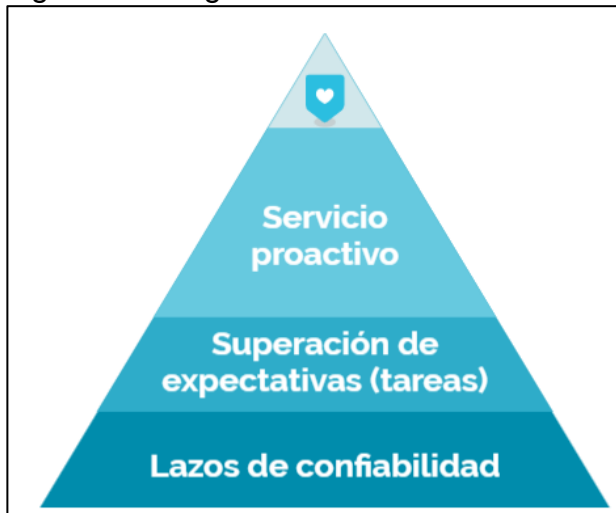 Servicio
proactivo
Superación de
expectativas (tareas)
Lazos de confiabilidad